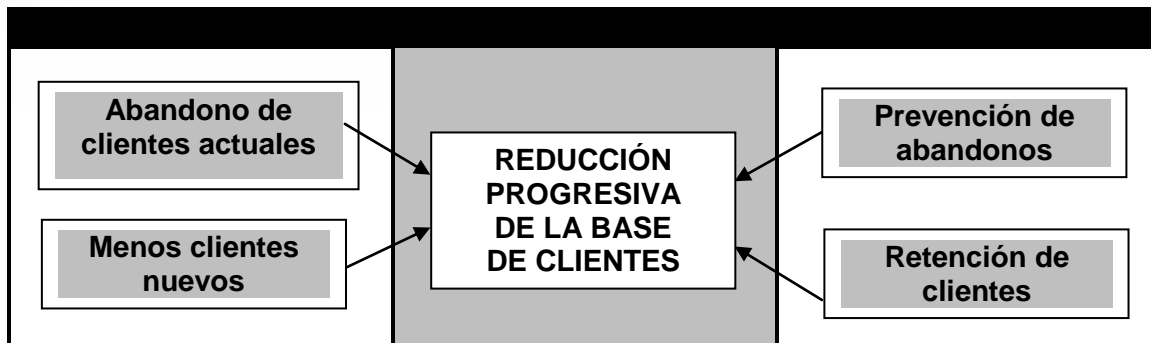 Abandono de
clientes actuales
Menos clientes
nuevos
REDUCCIÓN
PROGRESIVA
DE LA BASE
DE CLIENTES
Prevención de
abandonos
Retención de
clientes